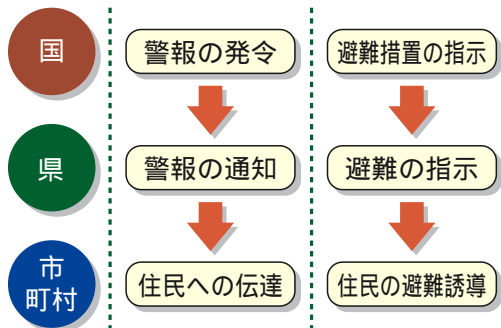 国
警報の発令
避難措置の指示
県
警報の通知
避難の指示
市
町村
住民への伝達
住民の避難誘導